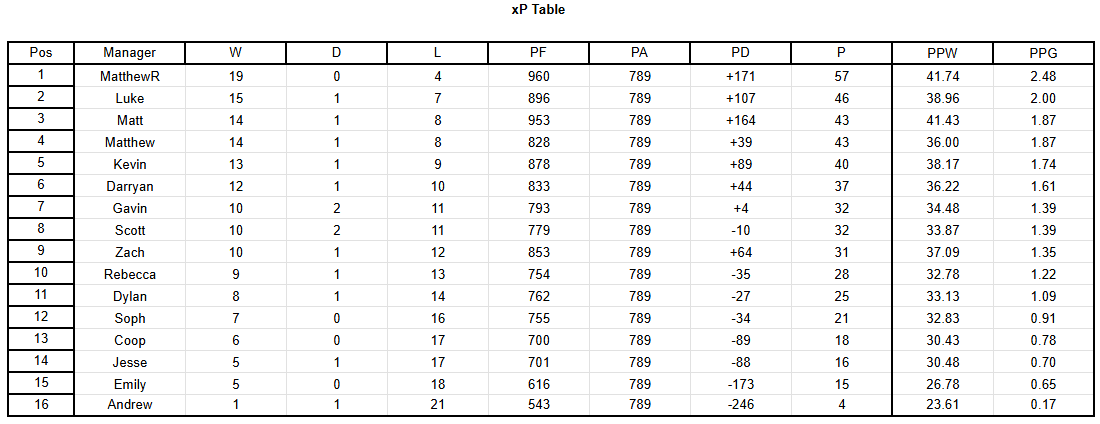 xP Table
Pos Manager W D L PF PA PD P PPW PPG
1 MatthewR 19 0 4 960 789 +171 57 41.74 2.48
2 Luke 15 1 7 896 789 +107 46 38.96 2.00
3 Matt 14 1 8 953 789 +164 43 41.43 1.87
4 Matthew 14 1 8 828 789 +39 43 36.00 1.87
5 Kevin 13 1 9 878 789 +89 40 38.17 1.74
6 Darryan 12 1 10 833 789 +44 37 36.22 1.61
7 Gavin 10 2 11 793 789 +4 32 34.48 1.39
8 Scott 10 2 11 779 789 -10 32 33.87 1.39
9 Zach 10 1 12 853 789 +64 31 37.09 1.35
10 Rebecca 9 1 13 754 789 -35 28 32.78 1.22
11 Dylan 8 1 14 762 789 -27 25 33.13 1.09
12 Soph 7 0 16 755 789 -34 21 32.83 0.91
13 Coop 6 0 17 700 789 -89 18 30.43 0.78
14 Jesse 5 1 17 701 789 -88 16 30.48 0.70
15 Emily 5 0 18 616 789 -173 15 26.78 0.65
16 Andrew 1 1 21 543 789 -246 4 23.61 0.17